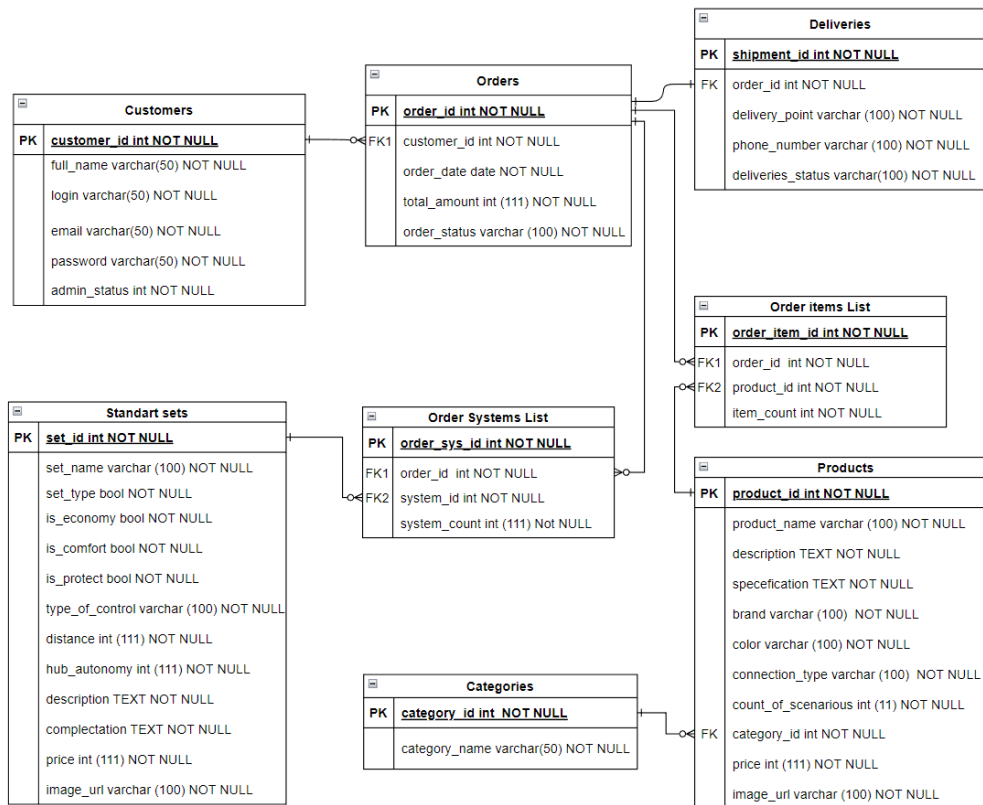 Deliveries
PK shipment_id int NOT NULL
FK order_id int NOT NULL
delivery_point varchar (100) NOT NULL
phone_number varchar (100) NOT NULL
deliveries_status varchar(100) NOT NULL
Orders
PK order_id int NOT NULL
FK1 customer_id int NOT NULL
order_date date NOT NULL
total_amount int (111) NOT NULL
order_status varchar (100) NOT NULL
Customers
PK customer_id int NOT NULL
full_name varchar(50) NOT NULL
login varchar(50) NOT NULL
email varchar(50) NOT NULL
password varchar(50) NOT NULL
admin_status int NOT NULL
Order items List
PK order_item_id int NOT NULL
FK1 order_id int NOT NULL
FK2 product_id int NOT NULL
item_count int NOT NULL
Standart sets
PK set_id int NOT NULL
set_name varchar (100) NOT NULL
set_type bool NOT NULL
is_economy bool NOT NULL
is_comfort bool NOT NULL
is_protect bool NOT NULL
type_of_control varchar (100) NOT NULL
distance int (111) NOT NULL
hub_autonomy int (111) NOT NULL
description TEXT NOT NULL
complectation TEXT NOT NULL
price int (111) NOT NULL
image_url varchar (100) NOT NULL
Order Systems List
PK order_sys_id int NOT NULL
FK1 order_id int NOT NULL
FK2 system_id int NOT NULL
system_count int (111) Not NULL
Products
PK product_id int NOT NULL
product_name varchar (100) NOT NULL
description TEXT NOT NULL
specefication TEXT NOT NULL
brand varchar (100) NOT NULL
color varchar (100) NOT NULL
connection_type varchar (100) NOT NULL
count_of_scenarious int (11) NOT NULL
FK category_id int NOT NULL
price int (111) NOT NULL
image_url varchar (100) NOT NULL
Categories
PK category_id int NOT NULL
category_name varchar(50) NOT NULL